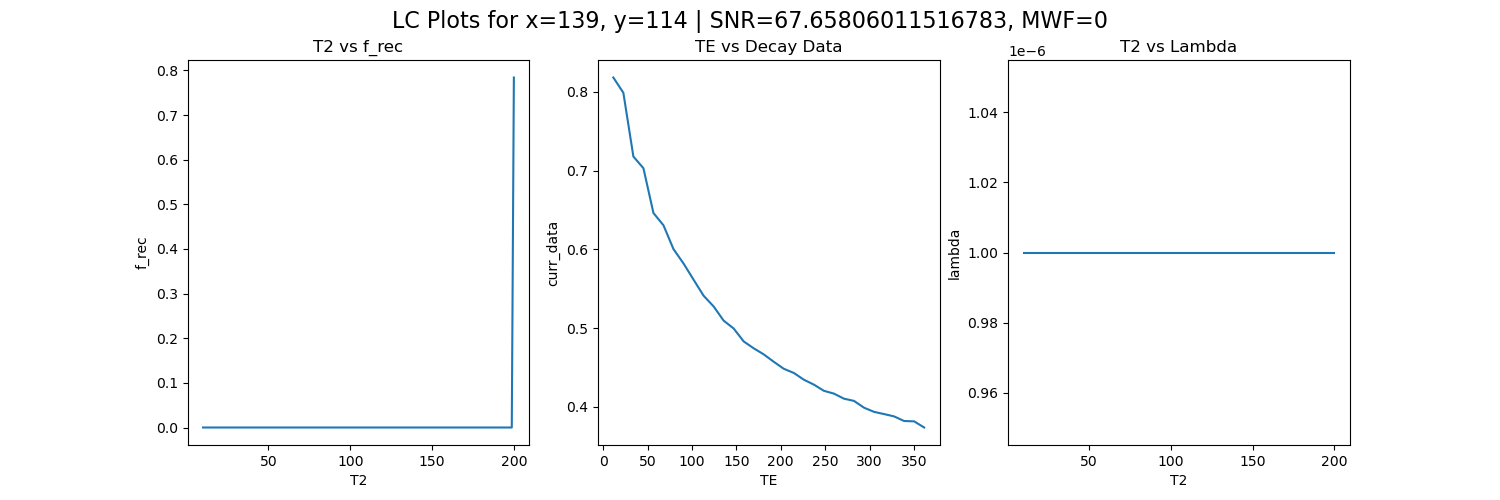 LC Plots for x=139, y=114 | SNR=67.65806011516783, MWF=0
T2 vs f_rec
0.8
0.7
0.6
0.5
0.4
0.3
0.2
0.1
0.0
f_rec
50 100 150 200
T2
TE vs Decay Data
0.8
0.7
0.6
0.5
0.4
curr_data
0 50 100 150 200 250 300 350
TE
T2 vs Lambda
1e−6
1.04
1.02
1.00
0.98
0.96
lambda
50 100 150 200
T2